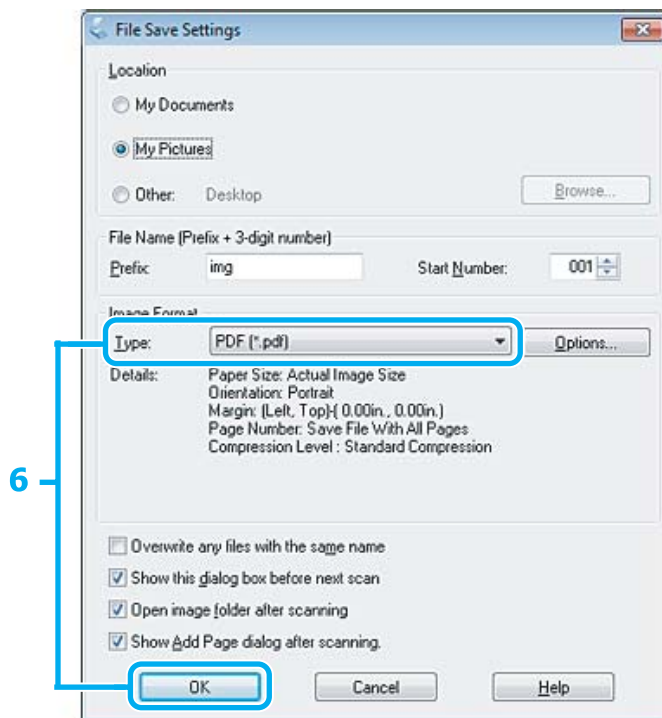 File Save Settings
Location
My Documents
My Pictures
Other: Desktop Browse...
File Name (Prefix + 3-digit number)
Prefix: img Start Number: 001
Image Format
Type: PDF (*.pdf) Options...
Details: Paper Size: Actual Image Size
Orientation: Portrait
Margin: (Left, Top)-( 0.00in., 0.00in.)
Page Number: Save File With All Pages
Compression Level : Standard Compression
6
Overwrite any files with the same name
Show this dialog box before next scan
Open image folder after scanning
Show Add Page dialog after scanning.
OK Cancel Help